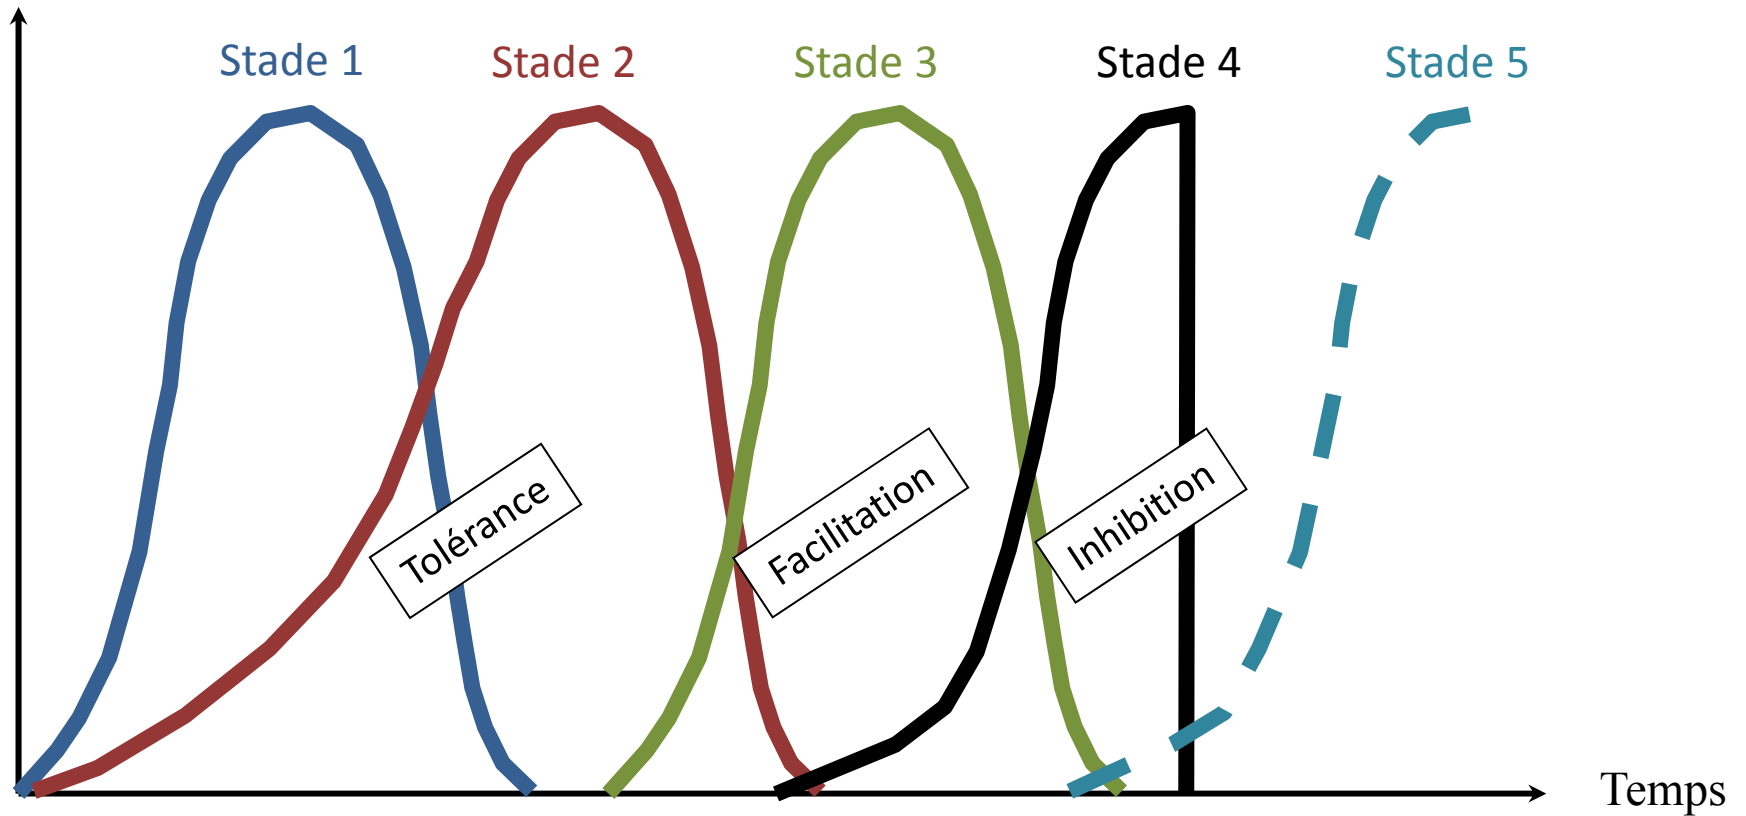 Stade 1
Stade 2
Stade 3
Stade 4
Stade 5
Tolérance
Facilitation
Inhibition
Temps